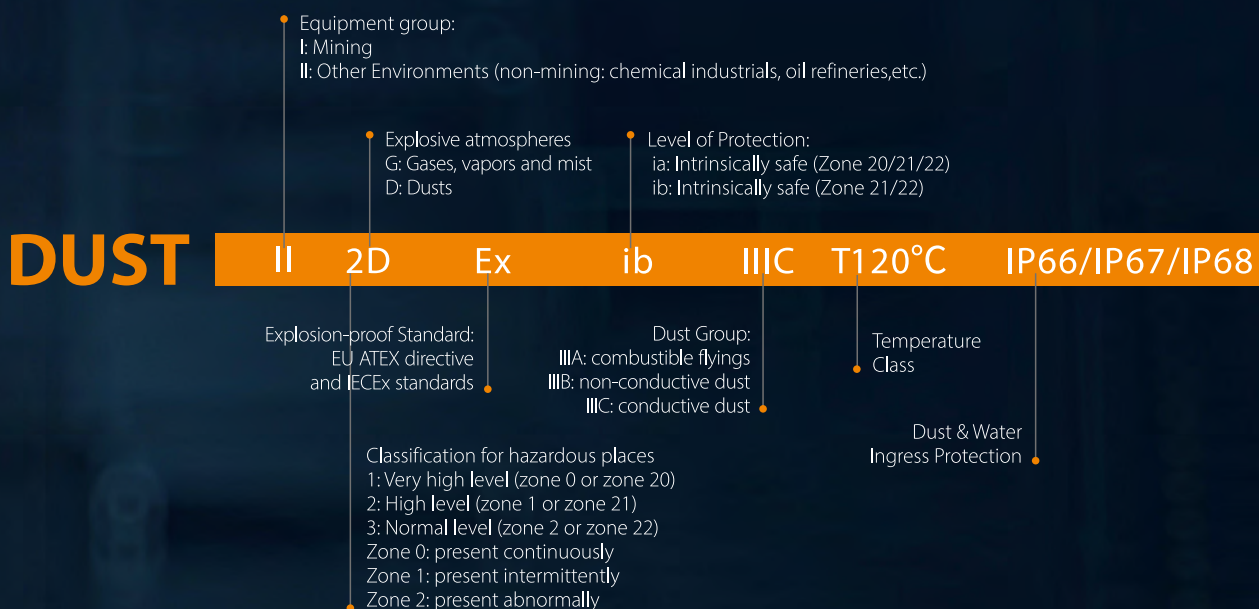 Equipment group:
I: Mining
II: Other Environments (non-mining: chemical industrials, oil refineries,etc.)
Explosive atmospheres
G: Gases, vapors and mist
D: Dusts
Level of Protection:
ia: Intrinsically safe (Zone 20/21/22)
ib: Intrinsically safe (Zone 21/22)
DUST II 2D Ex ib IIIC T120°C IP66/IP67/IP68
Explosion-proof Standard:
EU ATEX directive
and IECEx standards
Dust Group:
IIIA: combustible flyings
IIIB: non-conductive dust
IIIC: conductive dust
Temperature
Class
Dust & Water
Ingress Protection
Classification for hazardous places
1: Very high level (zone 0 or zone 20)
2: High level (zone 1 or zone 21)
3: Normal level (zone 2 or zone 22)
Zone 0: present continuously
Zone 1: present intermittently
Zone 2: present abnormally